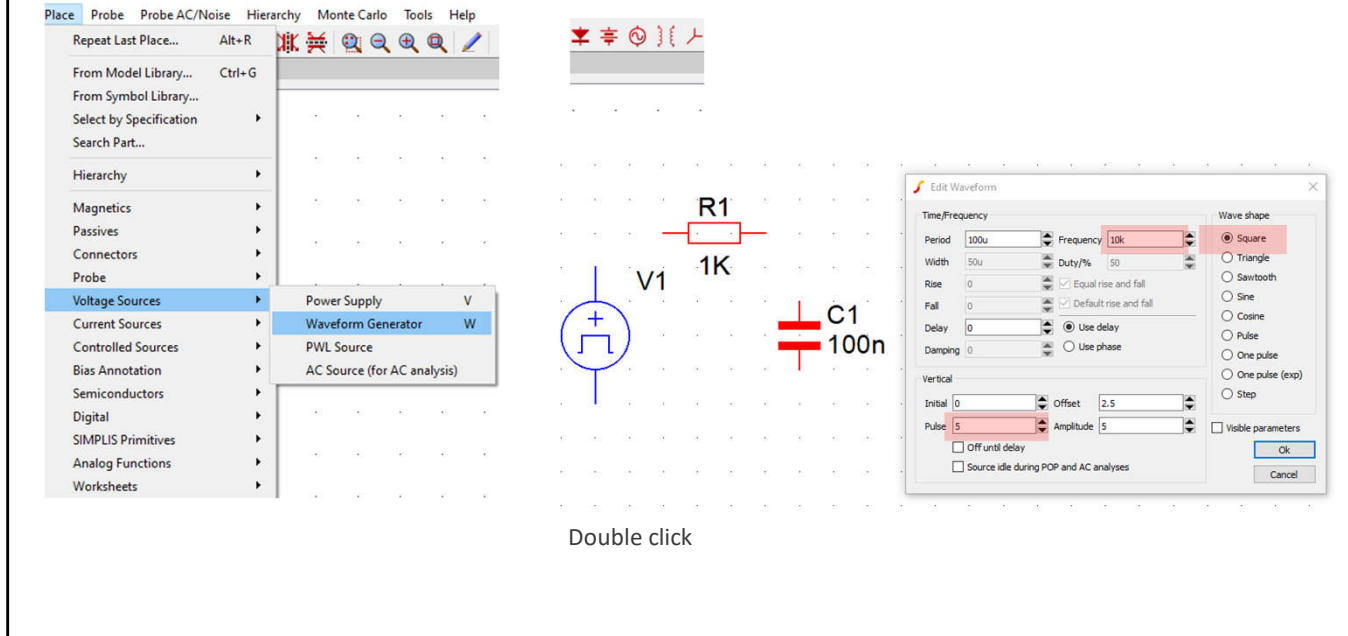 Place Probe Probe AC/Noise Hierarchy Monte Carlo Tools Help
Repeat Last Place... Alt+R
From Model Library... Ctrl+G
From Symbol Library...
Select by Specification
Search Part...
Hierarchy
Magnetics
Passives
Connectors
Probe
Voltage Sources
Current Sources
Controlled Sources
Bias Annotation
Semiconductors
Digital
SIMPLIS Primitives
Analog Functions
Worksheets
Power Supply V
Waveform Generator W
PWL Source
AC Source (for AC analysis)
R1
1K
V1
C1
100n
Double click
Edit Waveform
Time/Frequency
Period 100u Frequency 10k
Width 50u Duty/% 50
Rise 0 Equal rise and fall
Fall 0 Default rise and fall
Delay 0 Use delay
Damping 0 Use phase
Vertical
Initial 0 Offset 2.5
Pulse 5 Amplitude 5
Off until delay
Source idle during POP and AC analyses
Wave shape
Square
Triangle
Sawtooth
Sine
Cosine
Pulse
One pulse
One pulse (exp)
Step
Visible parameters
Ok
Cancel